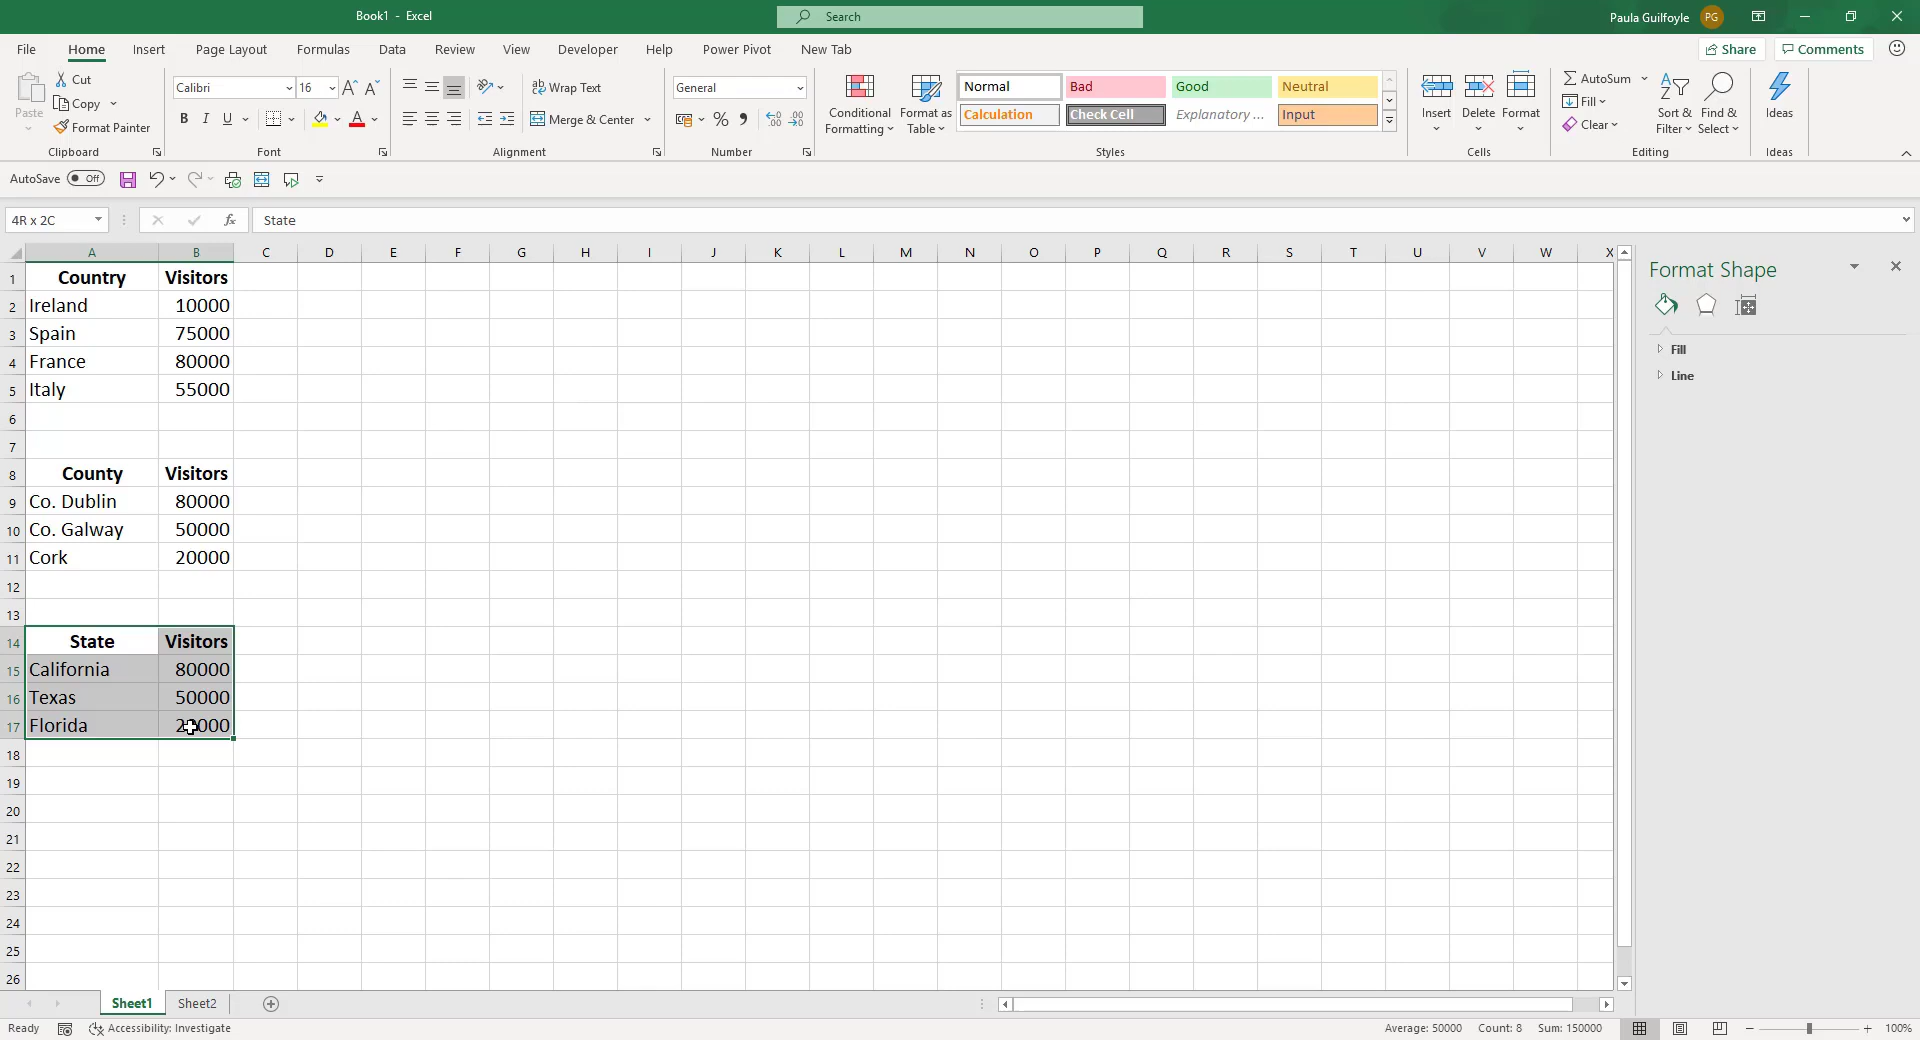 Book1 - Excel
Search
Paula Guilfoyle PG
File Home Insert Page Layout Formulas Data Review View Developer Help Power Pivot New Tab
Share Comments
Paste
Cut
Copy
Format Painter
Clipboard
Calibri 16
A A
B I U A
Font
Wrap Text
Merge & Center
Alignment
General
% ,
Number
Conditional
Formatting
Format as
Table
Normal Bad Good Neutral
Calculation Check Cell Explanatory ... Input
Styles
Insert Delete Format
Cells
AutoSum
Fill
Clear
Sort &
Filter
Find &
Select
Editing
Ideas
Ideas
AutoSave Off
4R x 2C fx State
A B C D E F G H I J K L M N O P Q R S T U V W X
1 Country Visitors
2 Ireland 10000
3 Spain 75000
4 France 80000
5 Italy 55000
6
7
8 County Visitors
9 Co. Dublin 80000
10 Co. Galway 50000
11 Cork 20000
12
13
14 State Visitors
15 California 80000
16 Texas 50000
17 Florida 20000
18
19
20
21
22
23
24
25
26
Format Shape
Fill
Line
Sheet1 Sheet2
Ready Accessibility: Investigate
Average: 50000 Count: 8 Sum: 150000 100%